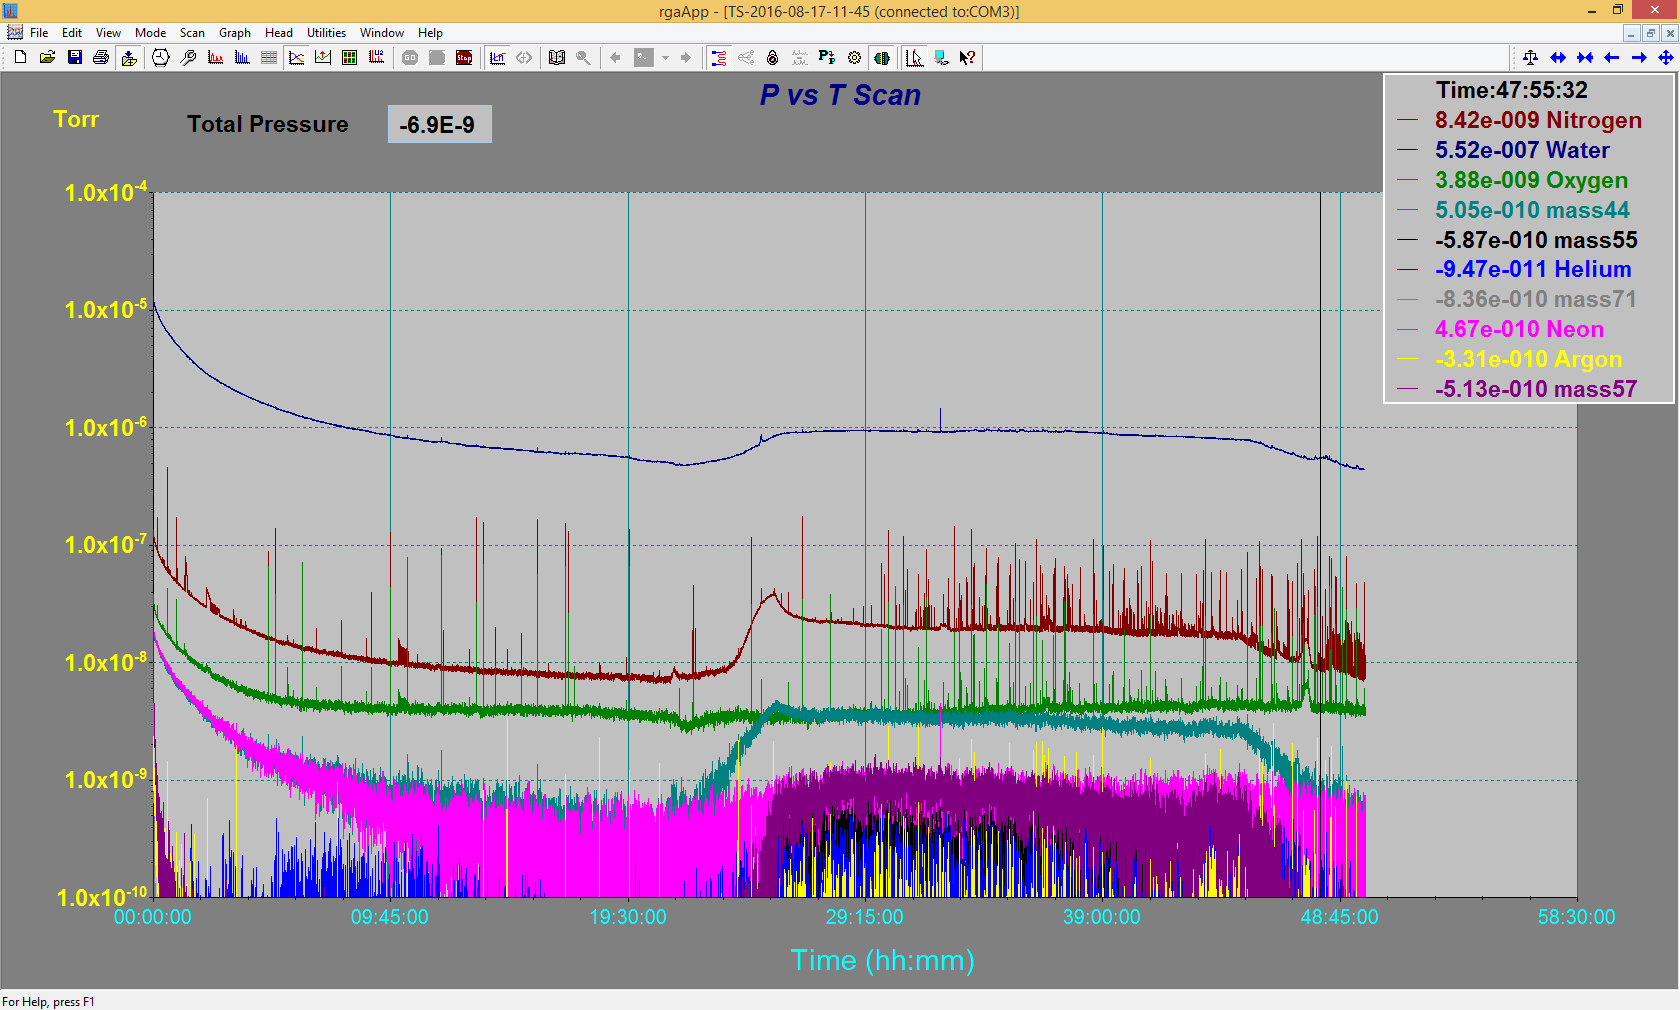 rgaApp - [TS-2016-08-17-11-45 (connected to:COM3)]
File Edit View Mode Scan Graph Head Utilities Window Help
GO Stop
P vs T Scan
Torr
Total Pressure -6.9E-9
Time:47:55:32
8.42e-009 Nitrogen
5.52e-007 Water
3.88e-009 Oxygen
5.05e-010 mass44
-5.87e-010 mass55
-9.47e-011 Helium
-8.36e-010 mass71
4.67e-010 Neon
-3.31e-010 Argon
-5.13e-010 mass57
1.0x10-4
1.0x10-5
1.0x10-6
1.0x10-7
1.0x10-8
1.0x10-9
1.0x10-10
00:00:00 09:45:00 19:30:00 29:15:00 39:00:00 48:45:00 58:30:00
Time (hh:mm)
For Help, press F1